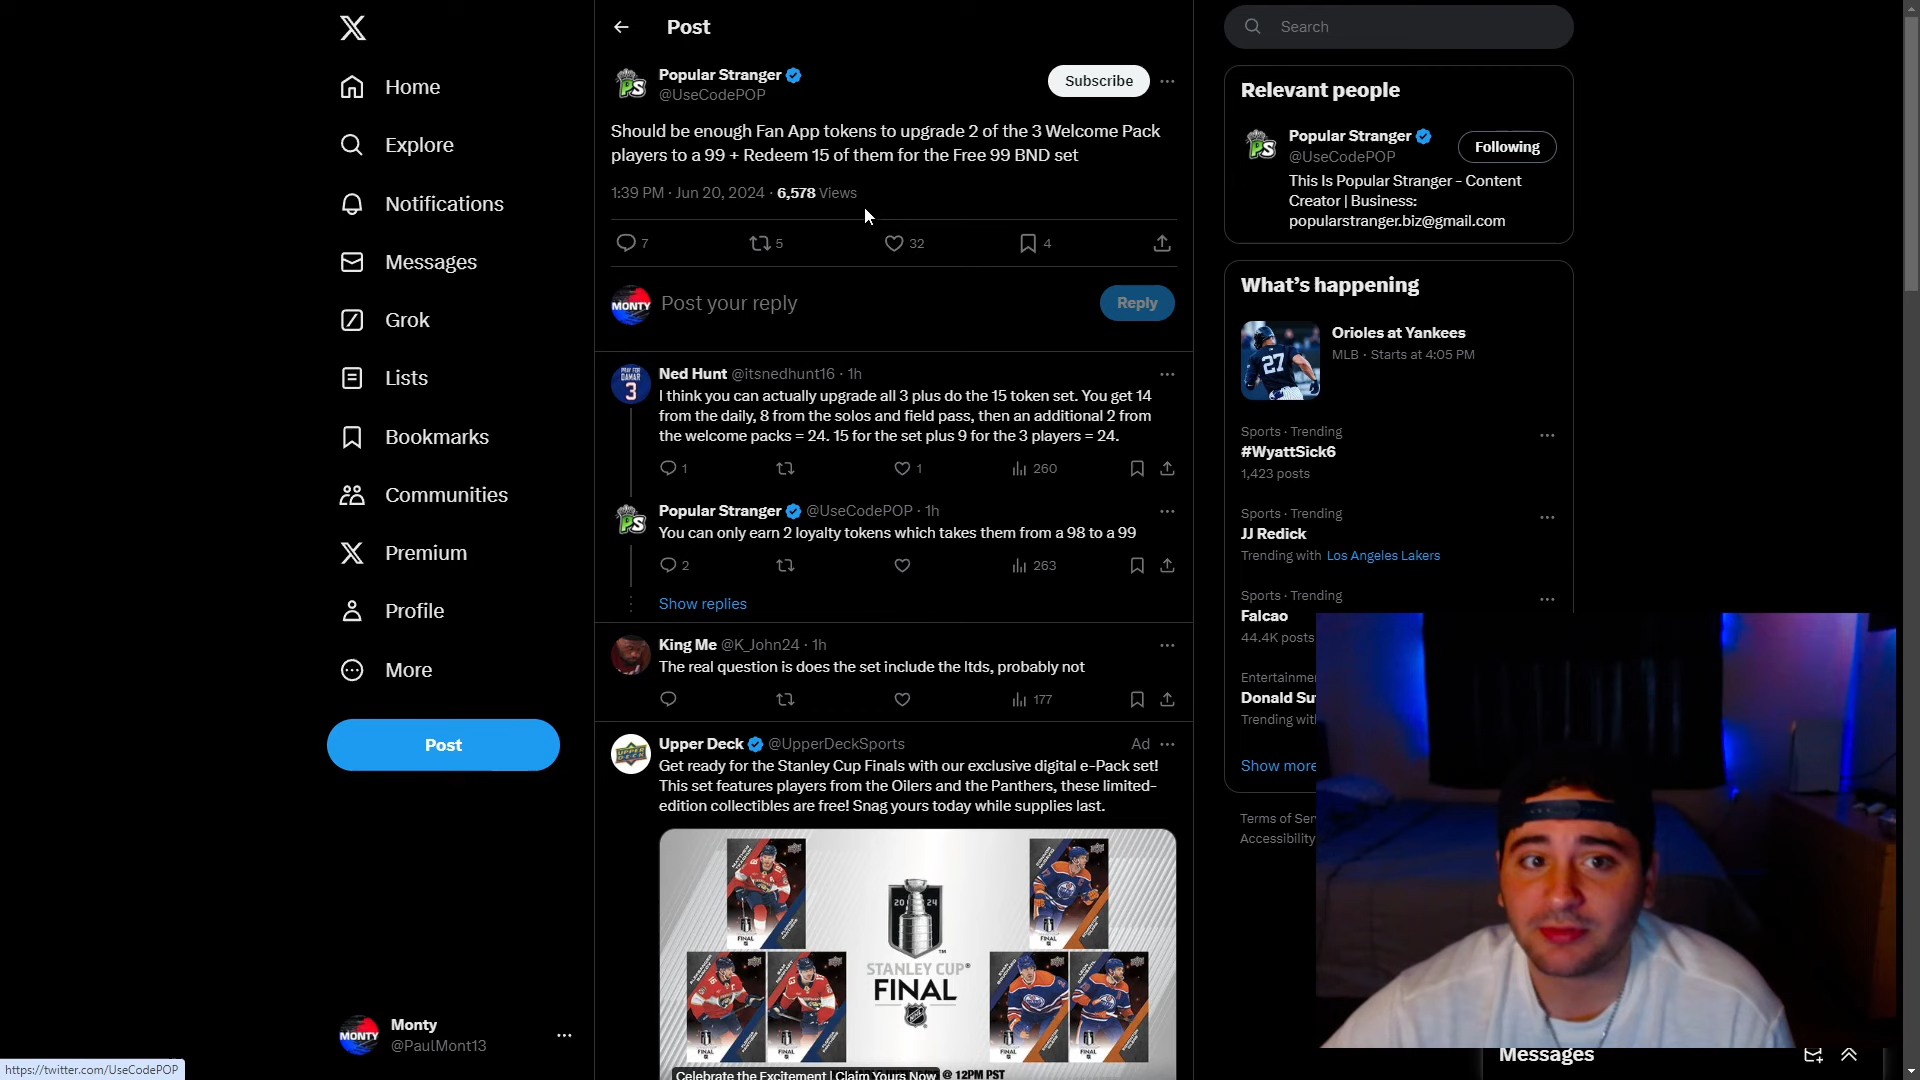 Home
Explore
Notifications
Messages
Grok
Lists
Bookmarks
Communities
Premium
Profile
More
Post
Monty
@PaulMont13
https://twitter.com/UseCodePOP
Post
Popular Stranger
@UseCodePOP
Subscribe
Should be enough Fan App tokens to upgrade 2 of the 3 Welcome Pack
players to a 99 + Redeem 15 of them for the Free 99 BND set
1:39 PM · Jun 20, 2024 · 6,578 Views
7 5 32 4
MONTY Post your reply Reply
Ned Hunt @itsnedhunt16 · 1h
I think you can actually upgrade all 3 plus do the 15 token set. You get 14
from the daily, 8 from the solos and field pass, then an additional 2 from
the welcome packs = 24. 15 for the set plus 9 for the 3 players = 24.
1 1 260
Popular Stranger @UseCodePOP · 1h
You can only earn 2 loyalty tokens which takes them from a 98 to a 99
2 263
Show replies
King Me @K_John24 · 1h
The real question is does the set include the ltds, probably not
177
Upper Deck @UpperDeckSports Ad
Get ready for the Stanley Cup Finals with our exclusive digital e-Pack set!
This set features players from the Oilers and the Panthers, these limited-
edition collectibles are free! Snag yours today while supplies last.
20 24
STANLEY CUP®
FINAL
Celebrate the Excitement | Claim Yours Now @ 12PM PST
Search
Relevant people
Popular Stranger
@UseCodePOP
Following
This Is Popular Stranger - Content
Creator | Business:
popularstranger.biz@gmail.com
What's happening
Orioles at Yankees
MLB · Starts at 4:05 PM
Sports · Trending
#WyattSick6
1,423 posts
Sports · Trending
JJ Redick
Trending with Los Angeles Lakers
Sports · Trending
Falcao
44.4K posts
Show more
Messages